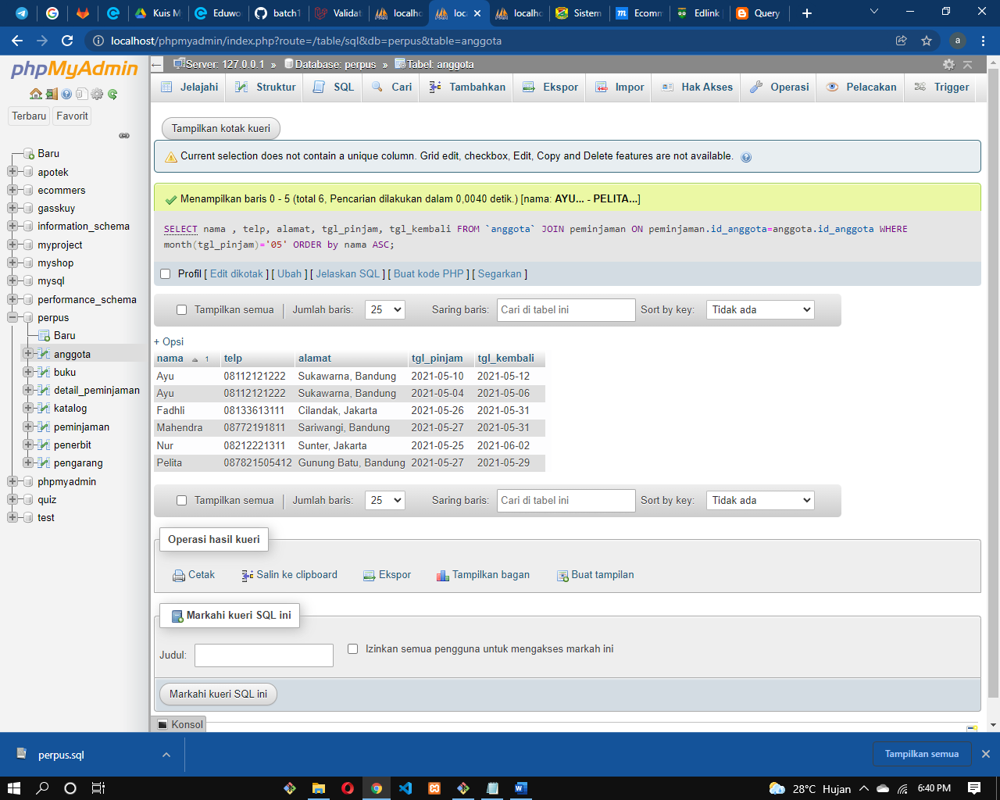 Kuis M
Eduwo
batch1
Validat
localho
loc
localho
Sistem
Ecomm
Edlink
Query
localhost/phpmyadmin/index.php?route=/table/sql&db=perpus&table=anggota
a
phpMyAdmin
Terbaru Favorit
Baru
apotek
ecommers
gasskuy
information_schema
myproject
myshop
mysql
performance_schema
perpus
Baru
anggota
buku
detail_peminjaman
katalog
peminjaman
penerbit
pengarang
phpmyadmin
quiz
test
Server: 127.0.0.1 » Database: perpus » Tabel: anggota
Jelajahi Struktur SQL Cari Tambahkan Ekspor Impor Hak Akses Operasi Pelacakan Trigger
Tampilkan kotak kueri
Current selection does not contain a unique column. Grid edit, checkbox, Edit, Copy and Delete features are not available.
Menampilkan baris 0 - 5 (total 6, Pencarian dilakukan dalam 0,0040 detik.) [nama: AYU... - PELITA...]
SELECT nama , telp, alamat, tgl_pinjam, tgl_kembali FROM `anggota` JOIN peminjaman ON peminjaman.id_anggota=anggota.id_anggota WHERE
month(tgl_pinjam)='05' ORDER by nama ASC;
Profil [ Edit dikotak ] [ Ubah ] [ Jelaskan SQL ] [ Buat kode PHP ] [ Segarkan ]
Tampilkan semua Jumlah baris: 25 Saring baris: Cari di tabel ini Sort by key: Tidak ada
+ Opsi
nama 1 telp alamat tgl_pinjam tgl_kembali
Ayu 08112121222 Sukawarna, Bandung 2021-05-10 2021-05-12
Ayu 08112121222 Sukawarna, Bandung 2021-05-04 2021-05-06
Fadhli 08133613111 Cilandak, Jakarta 2021-05-26 2021-05-31
Mahendra 08772191811 Sariwangi, Bandung 2021-05-27 2021-05-31
Nur 08212221311 Sunter, Jakarta 2021-05-25 2021-06-02
Pelita 087821505412 Gunung Batu, Bandung 2021-05-27 2021-05-29
Tampilkan semua Jumlah baris: 25 Saring baris: Cari di tabel ini Sort by key: Tidak ada
Operasi hasil kueri
Cetak Salin ke clipboard Ekspor Tampilkan bagan Buat tampilan
Markahi kueri SQL ini
Judul: Izinkan semua pengguna untuk mengakses markah ini
Markahi kueri SQL ini
Konsol
perpus.sql
Tampilkan semua
28°C Hujan 6:40 PM